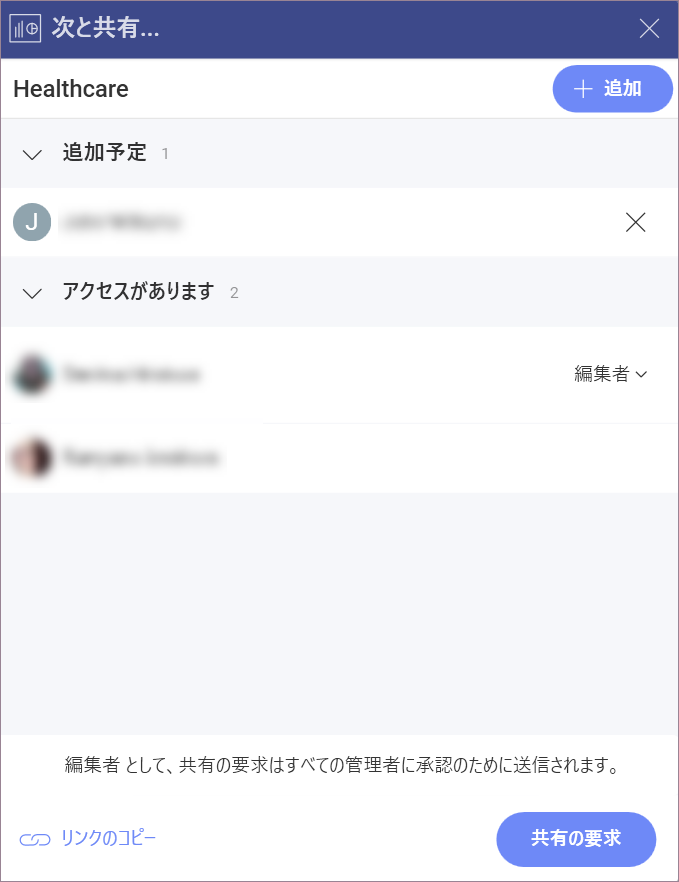 次と共有...
Healthcare
追加
追加予定 1
J
アクセスがあります 2
編集者
編集者 として、共有の要求はすべての管理者に承認のために送信されます。
リンクのコピー
共有の要求